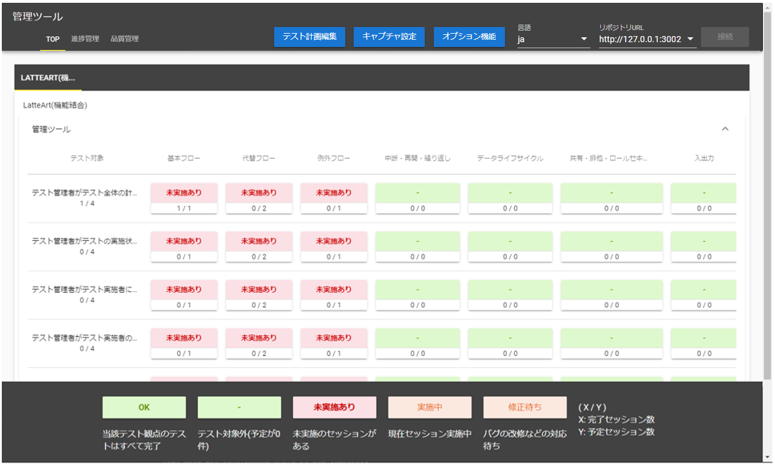 管理ツール
TOP 進捗管理 品質管理
テスト計画編集 キャプチャ設定 オプション機能
言語
ja
リポジトリURL
http://127.0.0.1:3002
接続
LATTEART(機...
LatteArt(機能結合)
管理ツール
テスト対象 基本フロー 代替フロー 例外フロー 中断・再開・繰り返し データライフサイクル 共有・排他・ロールセキ... 入出力
テスト管理者がテスト全体の計... 未実施あり 未実施あり 未実施あり - - - -
1 / 4 1 / 1 0 / 2 0 / 1 0 / 0 0 / 0 0 / 0 0 / 0
テスト管理者がテストの実施状... 未実施あり 未実施あり 未実施あり - - - -
0 / 4 0 / 1 0 / 2 0 / 1 0 / 0 0 / 0 0 / 0 0 / 0
テスト管理者がテスト実施者に... 未実施あり 未実施あり 未実施あり - - - -
0 / 4 0 / 1 0 / 2 0 / 1 0 / 0 0 / 0 0 / 0 0 / 0
テスト管理者がテスト実施者の... 未実施あり 未実施あり 未実施あり - - - -
0 / 4 0 / 1 0 / 2 0 / 1 0 / 0 0 / 0 0 / 0 0 / 0
OK - 未実施あり 実施中 修正待ち
当該テスト観点のテス
トはすべて完了
テスト対象外(予定が0
件)
未実施のセッションが
ある
現在セッション実施中
バグの改修などの対応
待ち
( X / Y )
X: 完了セッション数
Y: 予定セッション数